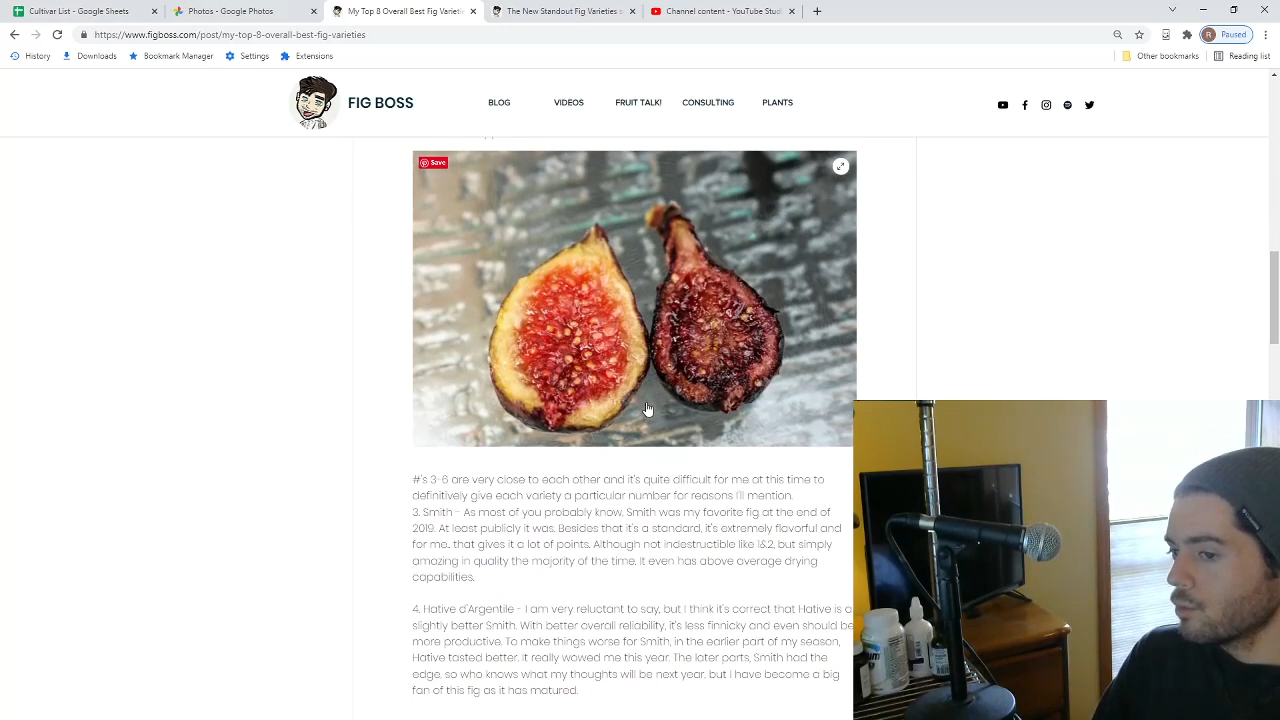 Cultivar List - Google Sheets
Photos - Google Photos
My Top 8 Overall Best Fig Varieti
The New Standout Fig Varieties
Channel content - YouTube Stud
https://www.figboss.com/post/my-top-8-overall-best-fig-varieties
R Paused
History Downloads Bookmark Manager Settings Extensions Other bookmarks Reading list
FIG BOSS BLOG VIDEOS FRUIT TALK! CONSULTING PLANTS
Save
#'s 3-6 are very close to each other and it's quite difficult for me at this time to
definitively give each variety a particular number for reasons I'll mention.
3. Smith - As most of you probably know, Smith was my favorite fig at the end of
2019. At least publicly it was. Besides that it's a standard, it's extremely flavorful and
for me.. that gives it a lot of points. Although not indestructible like 1&2, but simply
amazing in quality the majority of the time. It even has above average drying
capabilities.
4. Hative d'Argentile - I am very reluctant to say, but I think it's correct that Hative is a
slightly better Smith. With better overall reliability, it's less finnicky and even should be
more productive. To make things worse for Smith, in the earlier part of my season,
Hative tasted better. It really wowed me this year. The later parts, Smith had the
edge, so who knows what my thoughts will be next year, but I have become a big
fan of this fig as it has matured.